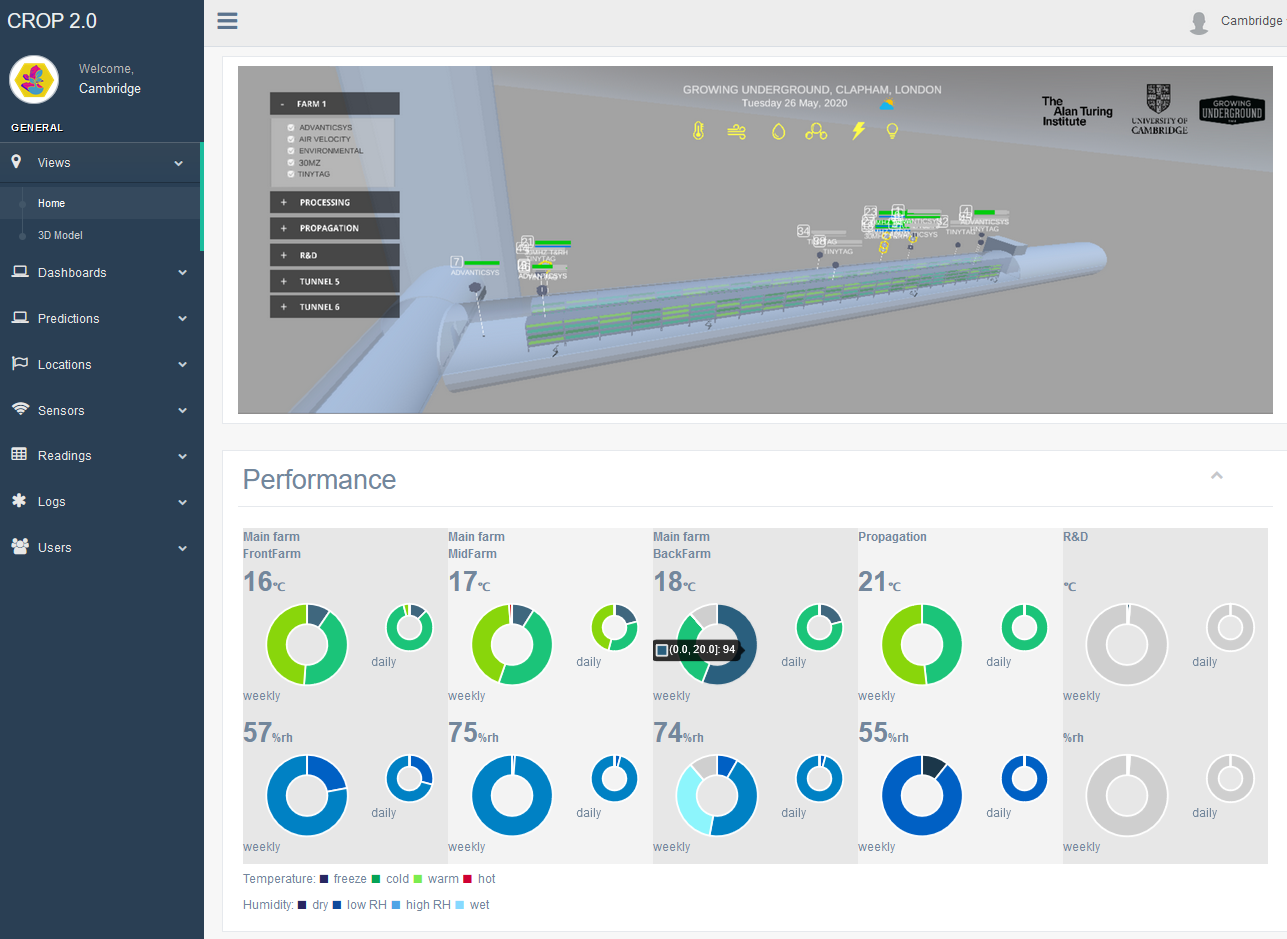 CROP 2.0
Cambridge
Welcome,
Cambridge
GENERAL
Views
Home
3D Model
Dashboards
Predictions
Locations
Sensors
Readings
Logs
Users
- FARM 1
ADVANTICSYS
AIR VELOCITY
ENVIRONMENTAL
30MZ
TINYTAG
+ PROCESSING
+ PROPAGATION
+ R&D
+ TUNNEL 5
+ TUNNEL 6
GROWING UNDERGROUND, CLAPHAM, LONDON
Tuesday 26 May, 2020
The Alan Turing Institute
UNIVERSITY OF CAMBRIDGE
GROWING UNDERGROUND
7
ADVANTICSYS
21
TINYTAG
ADVANTICSYS
34
TINYTAG
23
4
ADVANTICSYS
TINYTAG
Performance
Main farm
FrontFarm
16°C
daily
weekly
57%rh
daily
weekly
Main farm
MidFarm
17°C
daily
weekly
75%rh
daily
weekly
Main farm
BackFarm
18°C
(0.0, 20.0]: 94
daily
weekly
74%rh
daily
weekly
Propagation
21°C
daily
weekly
55%rh
daily
weekly
R&D
°C
daily
weekly
%rh
daily
weekly
Temperature: freeze cold warm hot
Humidity: dry low RH high RH wet